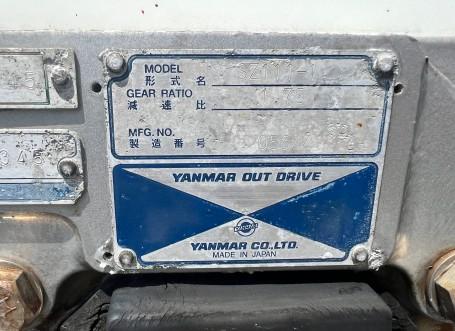 MODEL
形式名
GEAR RATIO
減速比
MFG. NO.
製造番号
YANMAR OUT DRIVE
YANMAR CO.,LTD.
MADE IN JAPAN